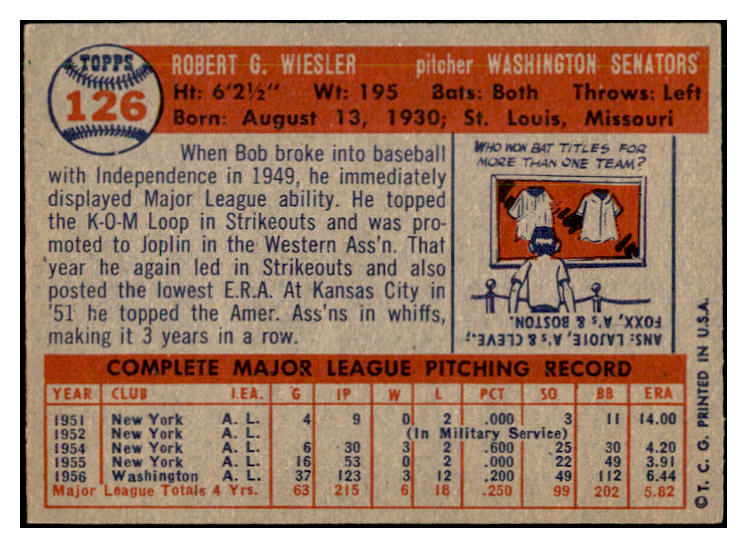 TOPPS
126
ROBERT G. WIESLER pitcher WASHINGTON SENATORS
Ht: 6'2½" Wt: 195 Bats: Both Throws: Left
Born: August 13, 1930; St. Louis, Missouri
When Bob broke into baseball
with Independence in 1949, he immediately
displayed Major League ability. He topped
the K-O-M Loop in Strikeouts and was pro-
moted to Joplin in the Western Ass'n. That
year he again led in Strikeouts and also
posted the lowest E.R.A. At Kansas City in
'51 he topped the Amer. Ass'ns in whiffs,
making it 3 years in a row.
WHO WON BAT TITLES FOR
MORE THAN ONE TEAM?
ANS: LAJOIE, A'S & CLEVE.;
FOXX, A'S & BOSTON.
COMPLETE MAJOR LEAGUE PITCHING RECORD
YEAR CLUB LEA. G IP W L PCT. SO BB ERA
1951 New York A. L. 4 9 0 2 .000 3 11 14.00
1952 New York A. L. (In Military Service)
1954 New York A. L. 6 30 3 2 .600 25 30 4.20
1955 New York A. L. 16 53 0 2 .000 22 49 3.91
1956 Washington A. L. 37 123 3 12 .200 49 112 6.44
Major League Totals 4 Yrs. 63 215 6 18 .250 99 202 5.82
© T. C. G. PRINTED IN U.S.A.